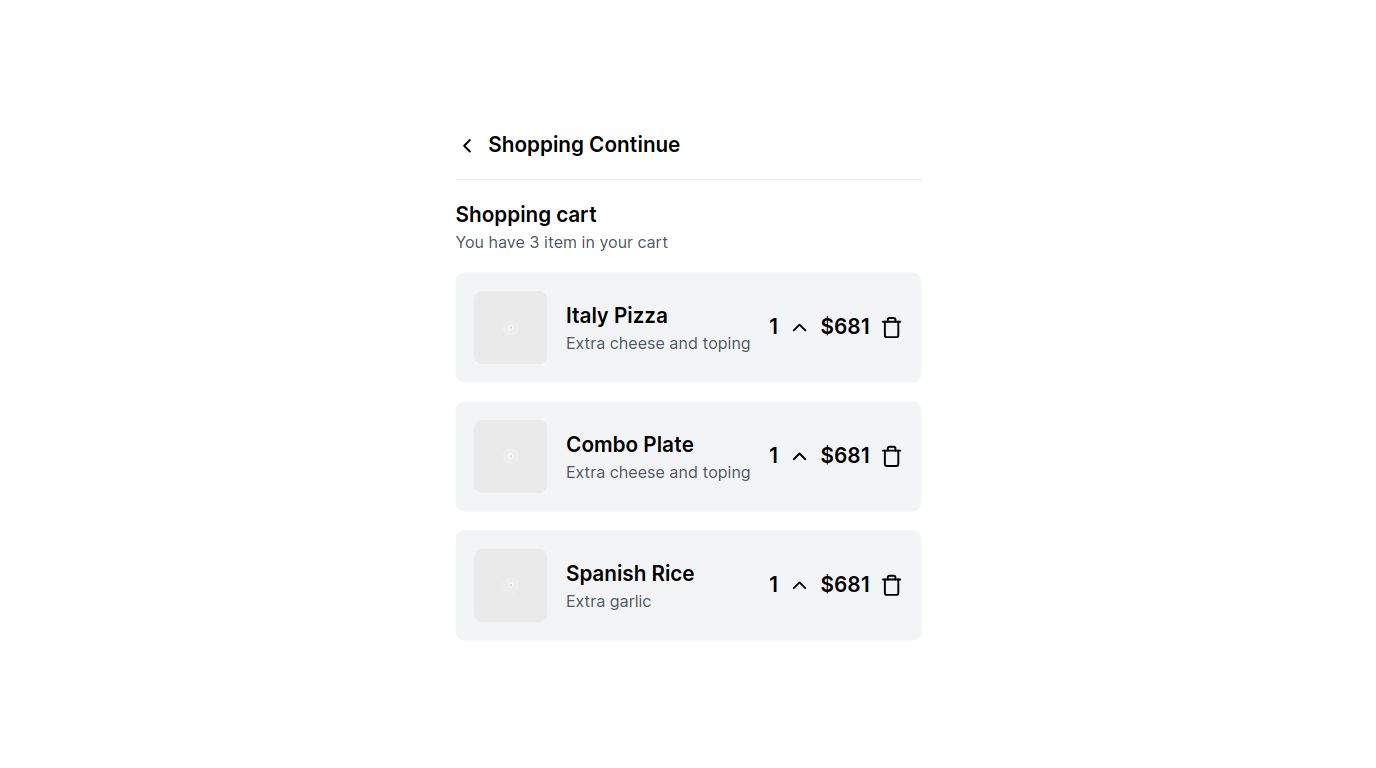 Shopping Continue
Shopping cart
You have 3 item in your cart
Italy Pizza
Extra cheese and toping
1 $681
Combo Plate
Extra cheese and toping
1 $681
Spanish Rice
Extra garlic
1 $681